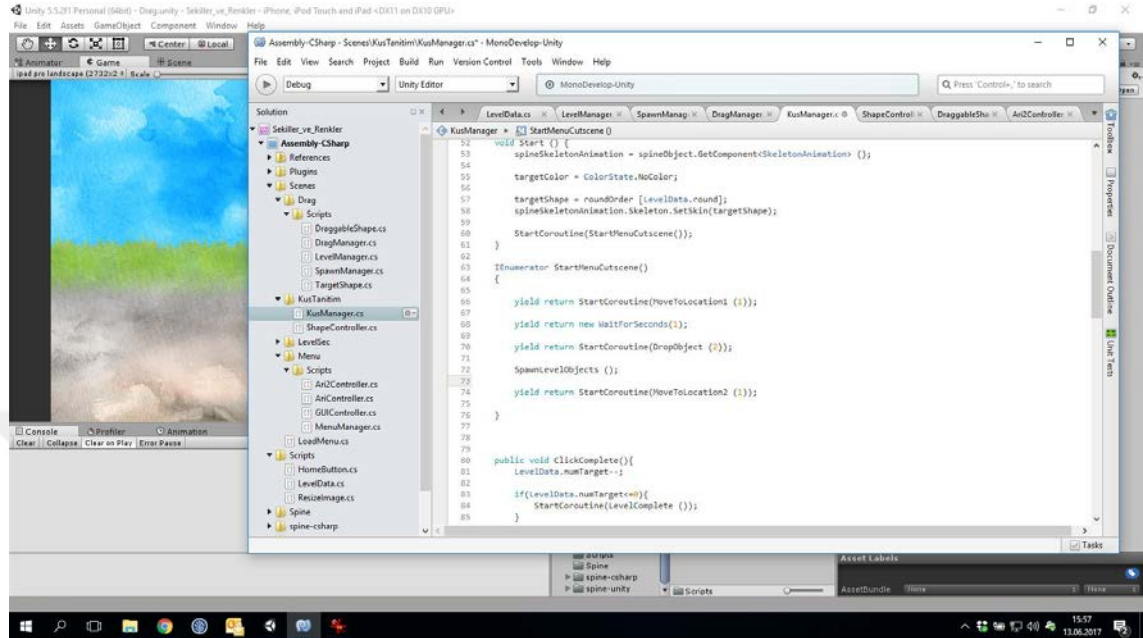 Unity 5.5.2f1 Personal (64bit) - Drag.unity - Sekiller_ve_Renkler - iPhone, iPod Touch and iPad <DX11 on DX10 GPU>
File Edit Assets GameObject Component Window Help
Center Local
Animator Game Scene
ipad pro landscape (2732x2 Scale
Console Profiler Animation
Clear Collapse Clear on Play Error Pause
Assembly-CSharp - Scenes\KusTanitim\KusManager.cs* - MonoDevelop-Unity
File Edit View Search Project Build Run Version Control Tools Window Help
Debug Unity Editor MonoDevelop-Unity Press 'Control+,' to search
Solution
Sekiller_ve_Renkler
Assembly-CSharp
References
Plugins
Scenes
Drag
Scripts
DraggableShape.cs
DragManager.cs
LevelManager.cs
SpawnManager.cs
TargetShape.cs
KusTanitim
KusManager.cs
ShapeController.cs
LevelSec
Menu
Scripts
Ari2Controller.cs
AriController.cs
GUIController.cs
MenuManager.cs
LoadMenu.cs
Scripts
HomeButton.cs
LevelData.cs
ResizeImage.cs
Spine
spine-csharp
LevelData.cs LevelManager. SpawnManag DragManager. KusManager.c ShapeControll DraggableSha Ari2Controller
KusManager StartMenuCutscene ()
52 void Start () {
53 spineSkeletonAnimation = spineObject.GetComponent<SkeletonAnimation> ();
54
55 targetColor = ColorState.NoColor;
56
57 targetShape = roundOrder [LevelData.round];
58 spineSkeletonAnimation.Skeleton.SetSkin(targetShape);
59
60 StartCoroutine(StartMenuCutscene());
61 }
62
63 IEnumerator StartMenuCutscene()
64 {
65
66 yield return StartCoroutine(MoveToLocation1 (1));
67
68 yield return new WaitForSeconds(1);
69
70 yield return StartCoroutine(DropObject (2));
71
72 SpawnLevelObjects ();
73
74 yield return StartCoroutine(MoveToLocation2 (1));
75
76 }
77
78
79
80 public void ClickComplete(){
81 LevelData.numTarget--;
82
83 if(LevelData.numTarget<=0){
84 StartCoroutine(LevelComplete ());
85 }
Toolbox
Properties
Document Outline
Unit Tests
Tasks
Scripts
Spine
spine-csharp
spine-unity
Scripts
Asset Labels
AssetBundle None None
15:57
13.06.2017